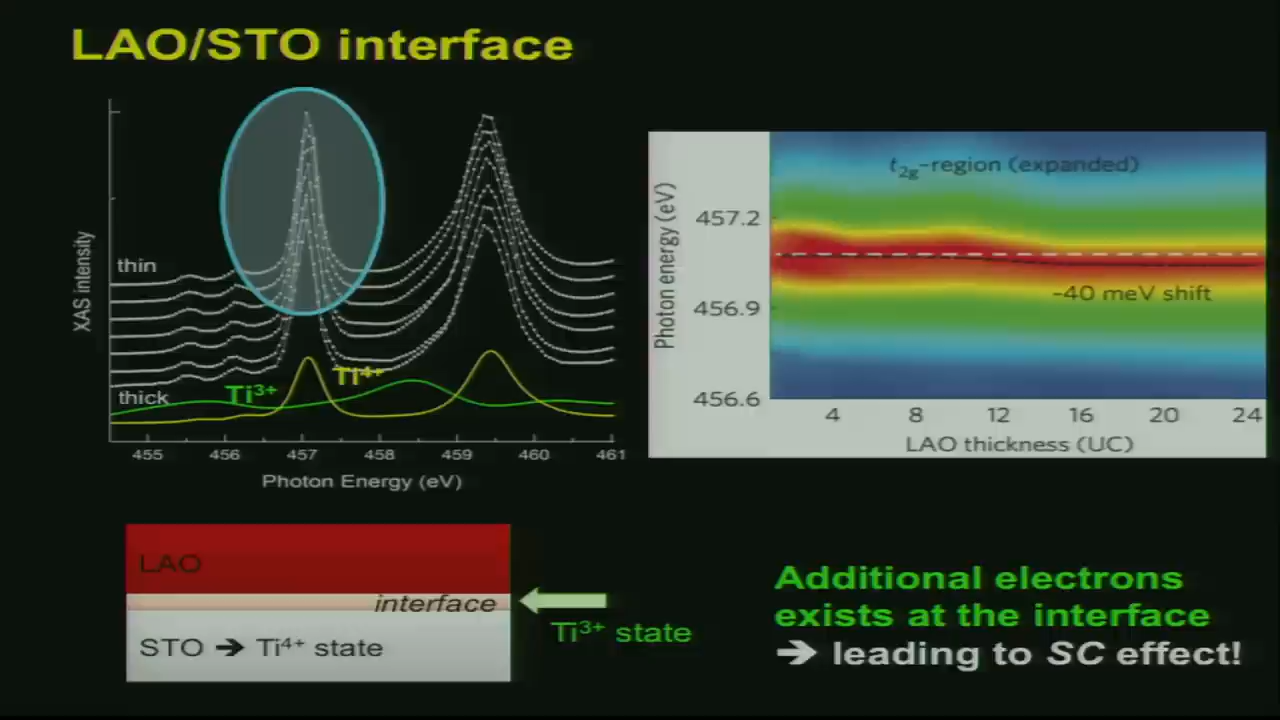 LAO/STO interface
XAS intensity
thin
thick
Ti³⁺
Ti⁴⁺
455 456 457 458 459 460 461
Photon Energy (eV)
t₂g-region (expanded)
Photon energy (eV)
457.2
456.9
456.6
~40 meV shift
4 8 12 16 20 24
LAO thickness (UC)
LAO
interface
STO ➔ Ti⁴⁺ state
Ti³⁺ state
Additional electrons
exists at the interface
➔ leading to SC effect!